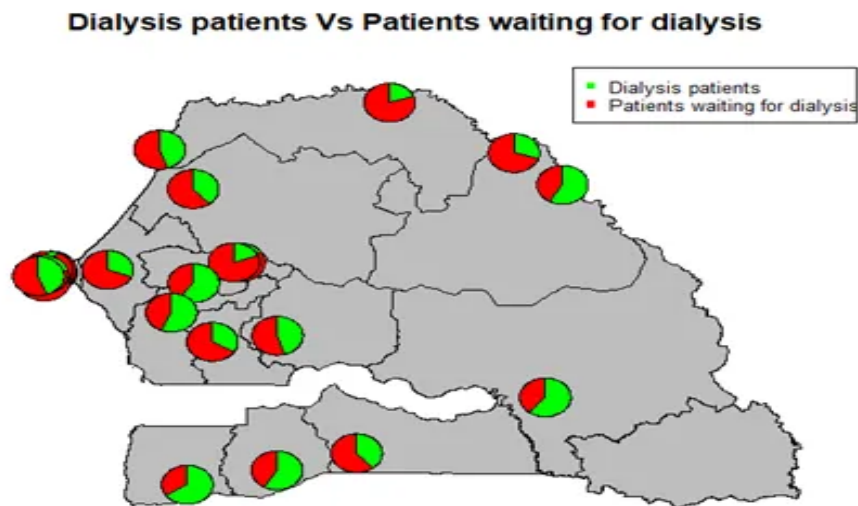 Dialysis patients Vs Patients waiting for dialysis
Dialysis patients
Patients waiting for dialysis